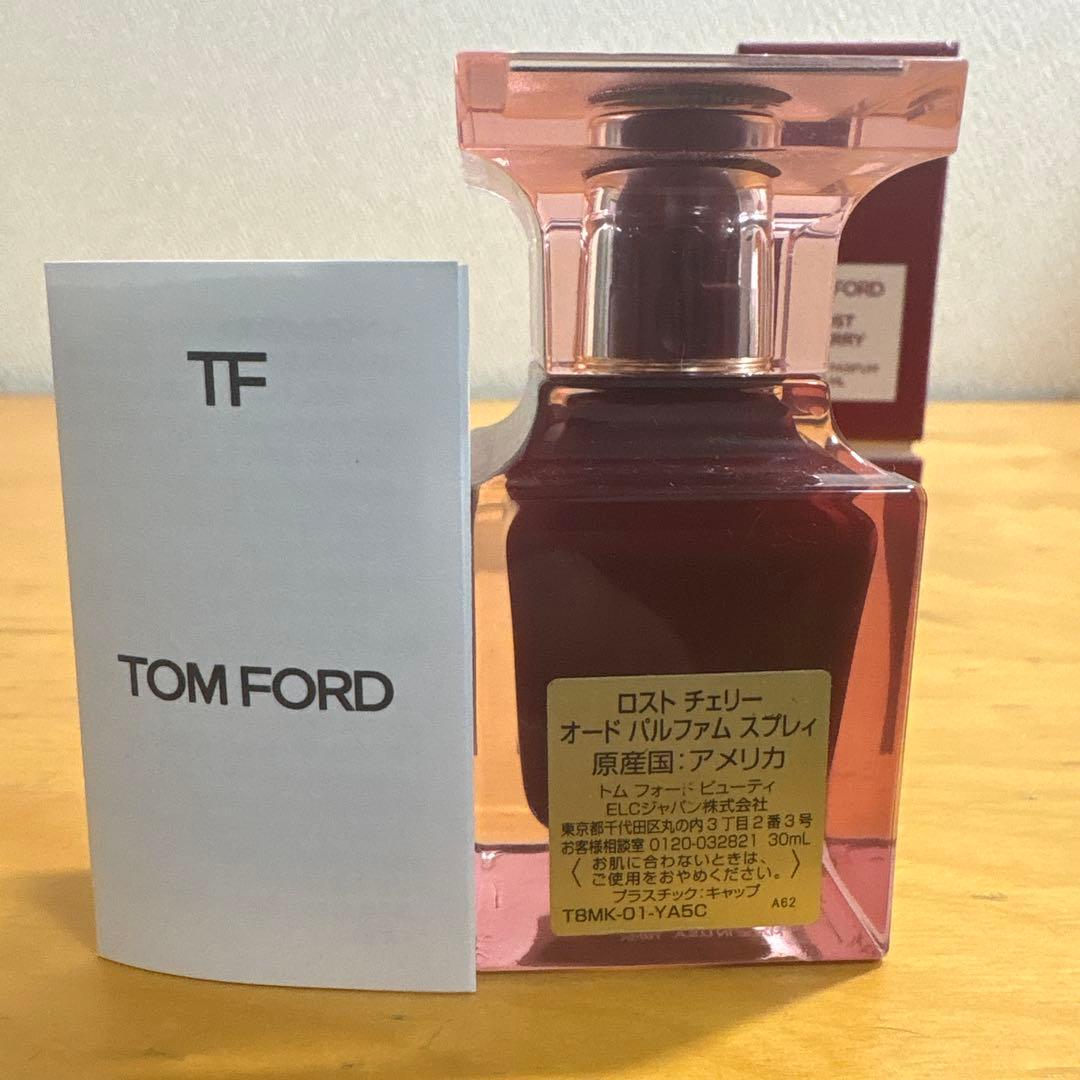 TF
TOM FORD
FORD
ロスト チェリー
オード パルファム スプレィ
原産国:アメリカ
トム フォード ビューティ
ELCジャパン株式会社
東京都千代田区丸の内3丁目2番3号
お客様相談室 0120-032821 30mL
〈お肌に合わないときは、
ご使用をおやめください。〉
プラスチック:キャップ
T8MK-01-YA5C A62